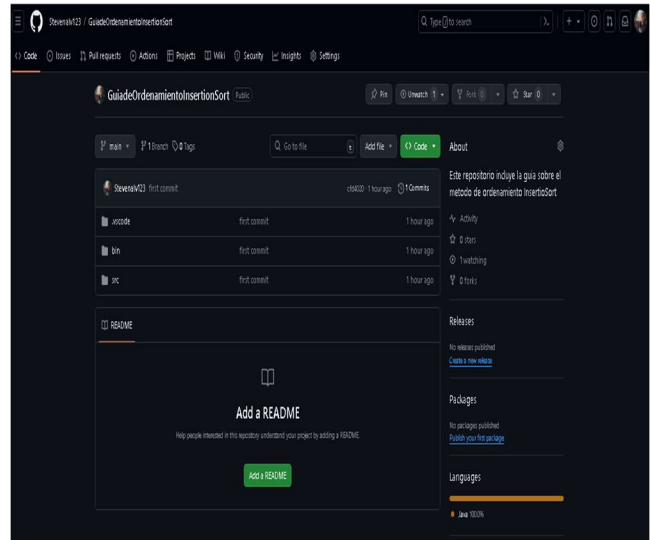 Stevenalv123 / GuiadeOrdenamientoInsertionSort
Type / to search
Code Issues Pull requests Actions Projects Wiki Security Insights Settings
GuiadeOrdenamientoInsertionSort Public
Pin Unwatch 1 Fork 0 Star 0
main 1 Branch 0 Tags Go to file t Add file Code
Stevenalv123 first commit 1 hour ago 1 Commits
.vscode first commit 1 hour ago
bin first commit 1 hour ago
src first commit 1 hour ago
README
Add a README
Help people interested in this repository understand your project by adding a README.
Add a README
About
Este repositorio incluye la guia sobre el
metodo de ordenamiento InsertioSort
Activity
0 stars
1 watching
0 forks
Releases
No releases published
Create a new release
Packages
No packages published
Publish your first package
Languages
Java 100.0%